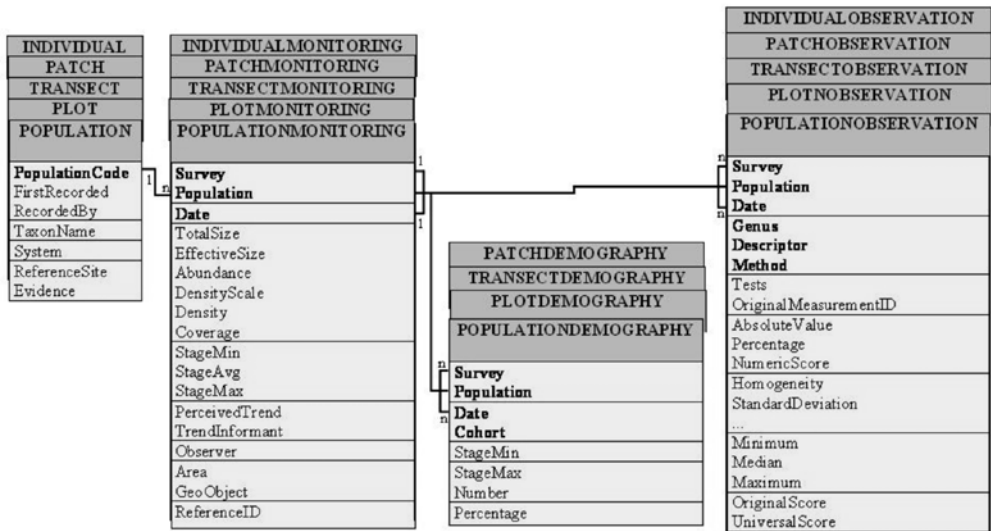 INDIVIDUAL
PATCH
TRANSECT
PLOT
POPULATION
PopulationCode
FirstRecorded
RecordedBy
TaxonName
System
ReferenceSite
Evidence
1
n
INDIVIDUALMONITORING
PATCHMONITORING
TRANSECTMONITORING
PLOTMONITORING
POPULATIONMONITORING
Survey
Population
Date
TotalSize
EffectiveSize
Abundance
DensityScale
Density
Coverage
StageMin
StageAvg
StageMax
PerceivedTrend
TrendInformant
Observer
Area
GeoObject
ReferenceID
1
1
PATCHDEMOGRAPHY
TRANSECTDEMOGRAPHY
PLOTDEMOGRAPHY
POPULATIONDEMOGRAPHY
n
n
Survey
Population
Date
Cohort
StageMin
StageMax
Number
Percentage
INDIVIDUALOBSERVATION
PATCHOBSERVATION
TRANSECTOBSERVATION
PLOTNOBSERVATION
POPULATIONOBSERVATION
n
n
Survey
Population
Date
Genus
Descriptor
Method
Tests
OriginalMeasurementID
AbsoluteValue
Percentage
NumericScore
Homogeneity
StandardDeviation
...
Minimum
Median
Maximum
OriginalScore
UniversalScore